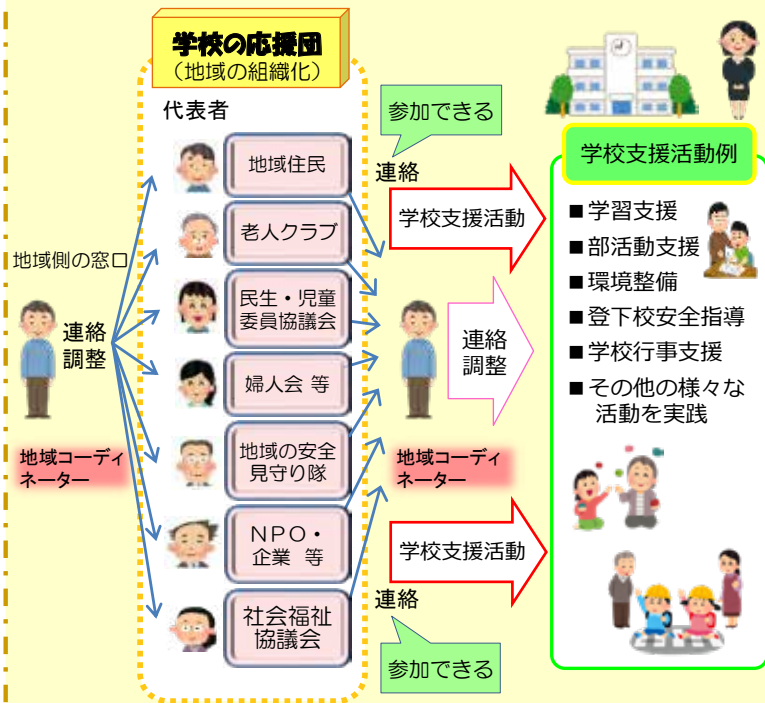 学校の応援団
（地域の組織化）
代表者
地域側の窓口
連絡
調整
地域コーディ
ネーター
地域住民
老人クラブ
民生・児童
委員協議会
婦人会 等
地域の安全
見守り隊
ＮＰＯ・
企業 等
社会福祉
協議会
参加できる
連絡
学校支援活動
連絡
調整
地域コーディ
ネーター
学校支援活動
連絡
参加できる
学校支援活動例
■学習支援
■部活動支援
■環境整備
■登下校安全指導
■学校行事支援
■その他の様々な
活動を実践